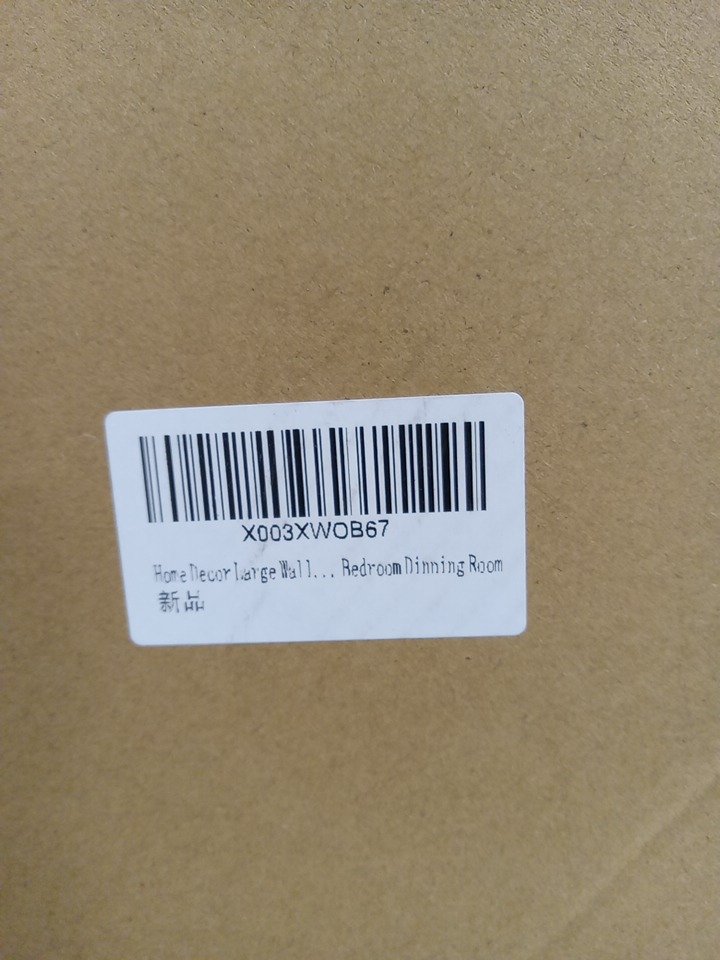 X003XWOB67
Home Decor Large Wall... Bedroom Dinning Room
新品